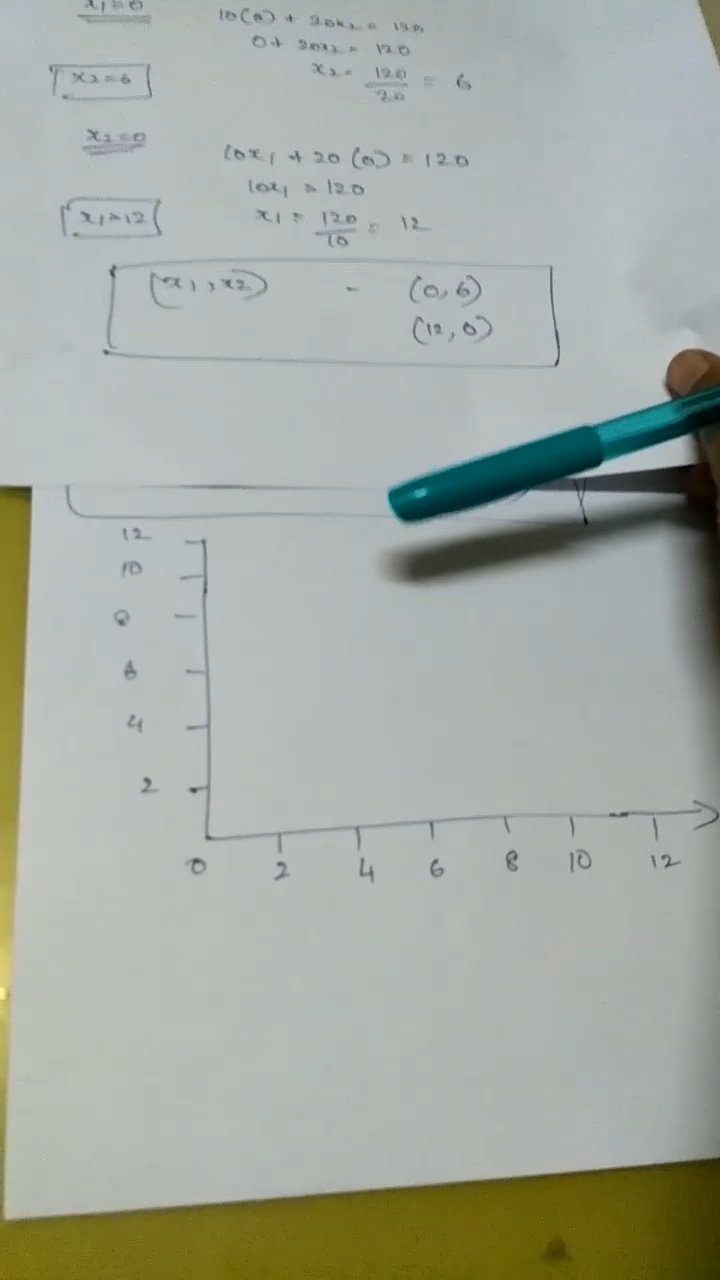 x₁=0
10(0) + 20x₂ = 120
0 + 20x₂ = 120
x₂ = 120/20 = 6
x₂=6
x₂=0
10x₁ + 20(0) = 120
10x₁ = 120
x₁ = 120/10 = 12
x₁=12
(x₁,x₂) - (0,6)
(12,0)
12
10
8
6
4
2
0 2 4 6 8 10 12